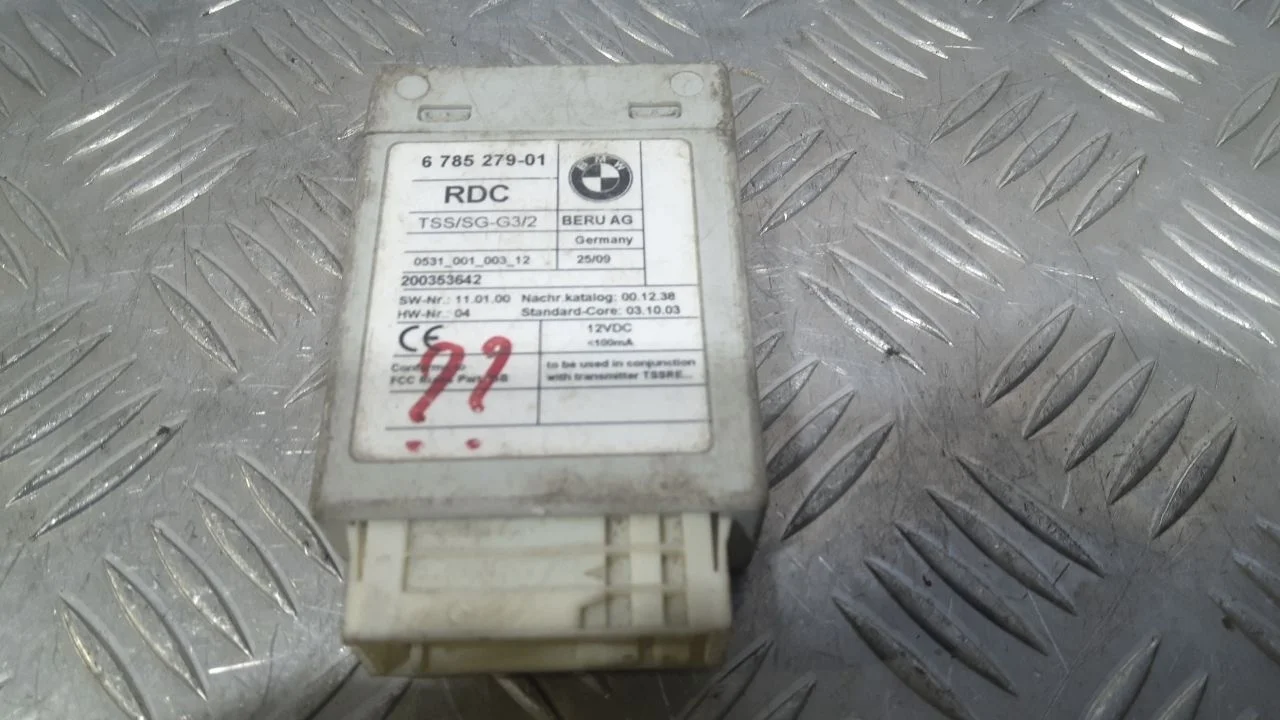 6 785 279-01
BMW
RDC
TSS/SG-G3/2
BERU AG
Germany
0531_001_003_12
25/09
200353642
SW-Nr.: 11.01.00 Nachr.katalog: 00.12.38
HW-Nr.: 04 Standard-Core: 03.10.03
CE
12VDC
<100mA
to be used in conjunction
FCC
with transmitter TSSRE...
??